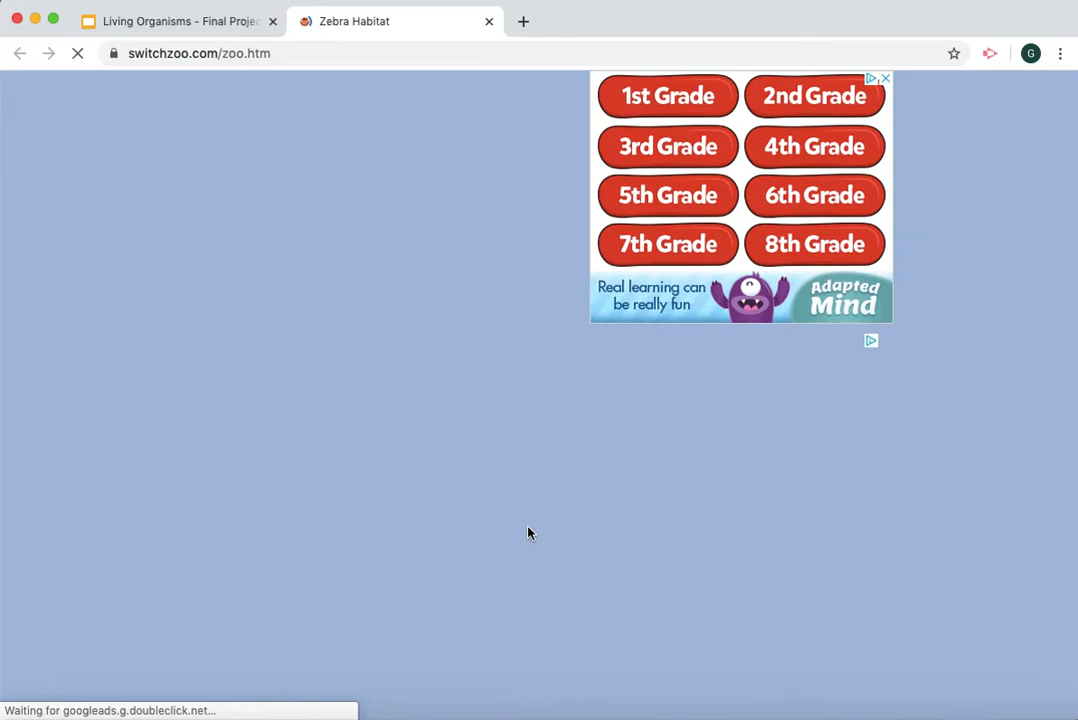 Living Organisms - Final Projec
Zebra Habitat
switchzoo.com/zoo.htm
G
1st Grade
2nd Grade
3rd Grade
4th Grade
5th Grade
6th Grade
7th Grade
8th Grade
Real learning can
be really fun
Adapted
Mind
Waiting for googleads.g.doubleclick.net...